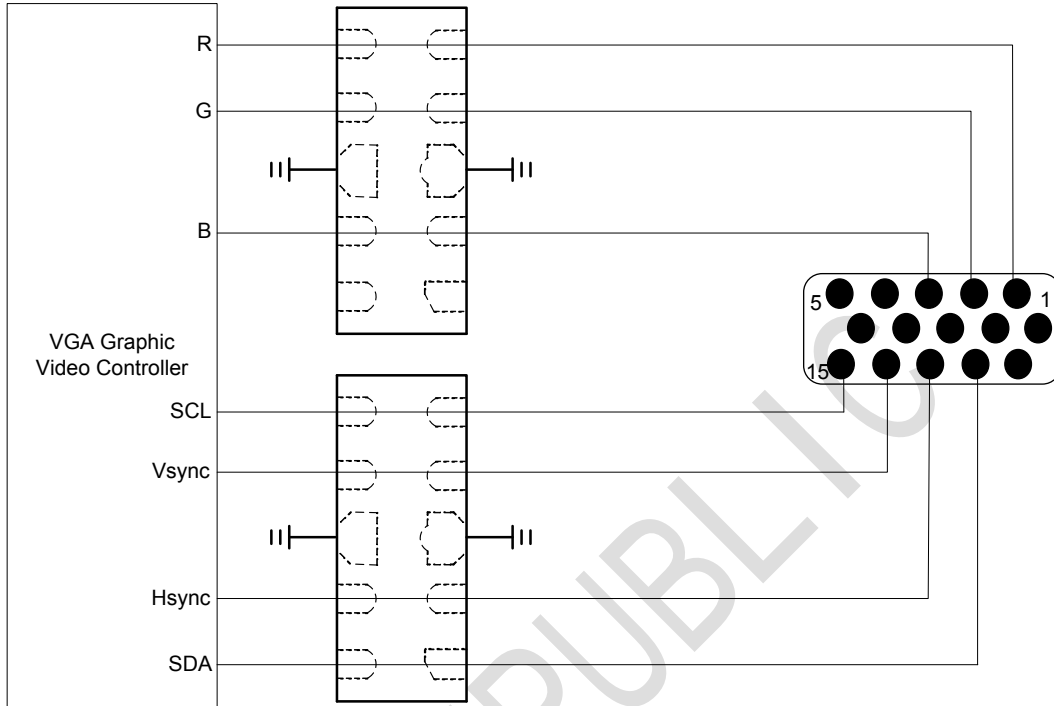 R
G
B
VGA Graphic
Video Controller
SCL
Vsync
Hsync
SDA
5
1
15
PUBLIC